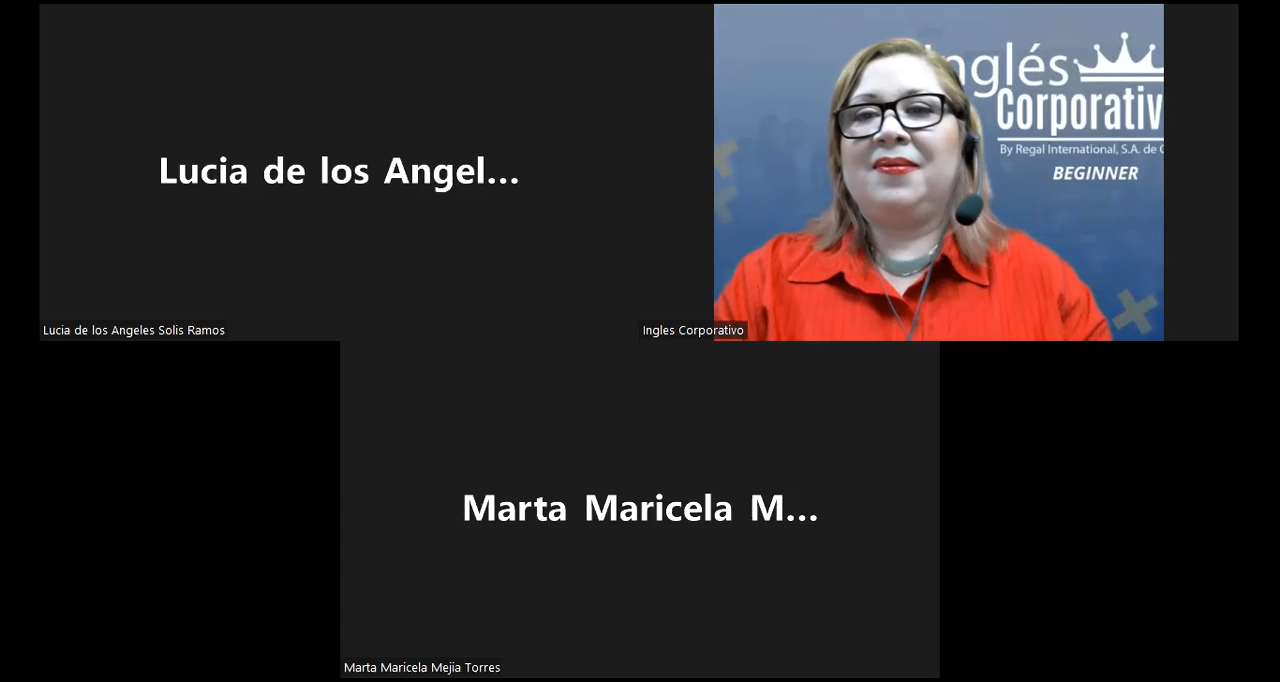 Lucia de los Angel...
Inglés
Corporativ
By Regal International, S.A. de C
BEGINNER
Lucia de los Angeles Solis Ramos
Ingles Corporativo
Marta Maricela M...
Marta Maricela Mejia Torres